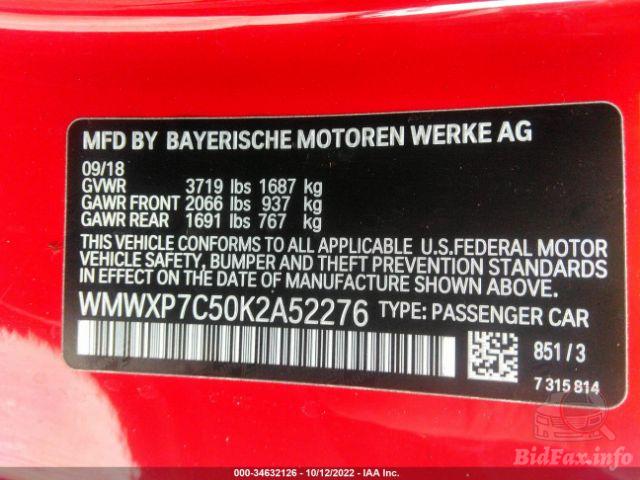 MFD BY BAYERISCHE MOTOREN WERKE AG
09/18
GVWR 3719 lbs 1687 kg
GAWR FRONT 2066 lbs 937 kg
GAWR REAR 1691 lbs 767 kg
THIS VEHICLE CONFORMS TO ALL APPLICABLE U.S.FEDERAL MOTOR
VEHICLE SAFETY, BUMPER AND THEFT PREVENTION STANDARDS
IN EFFECT ON THE DATE OF MANUFACTURE SHOWN ABOVE.
WMWXP7C50K2A52276 TYPE: PASSENGER CAR
851/3
7 315 814
BidFax.info
000-34632126 - 10/12/2022 - IAA Inc.